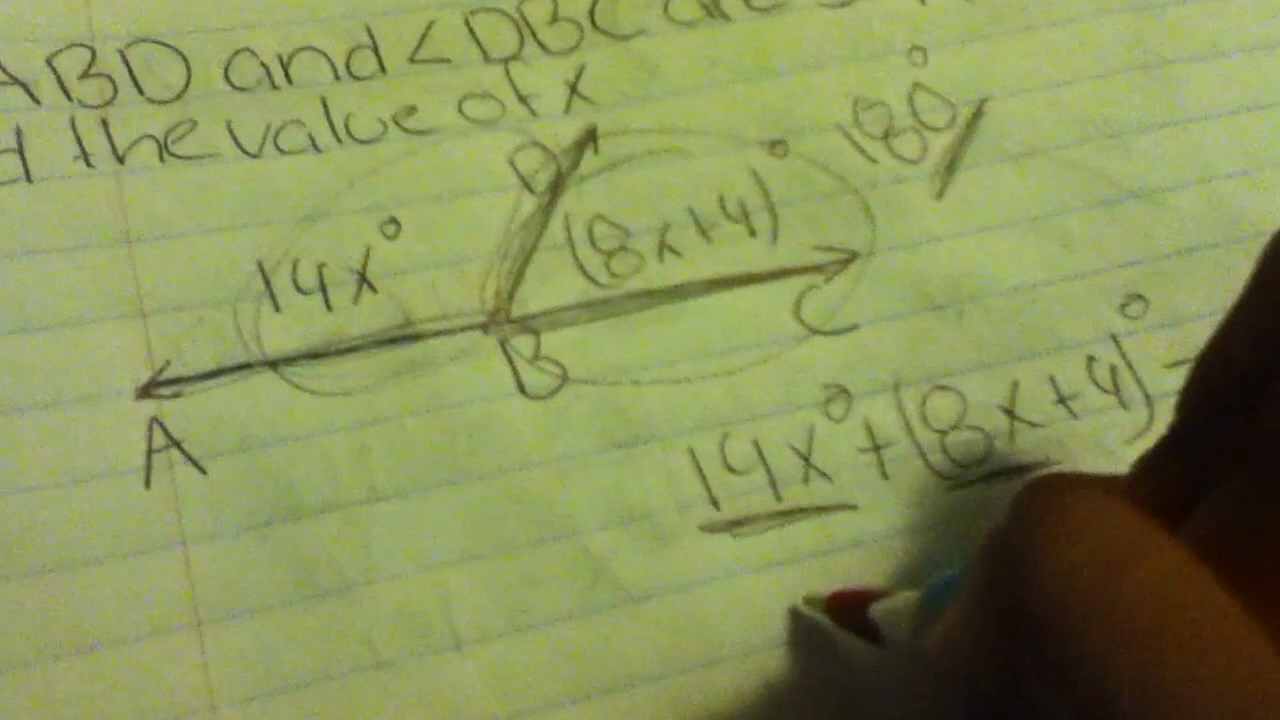 ABD and <DBC are
the value of x
D
180°
14x°
(8x+4)°
B
C
A
14x° + (8x+4)°